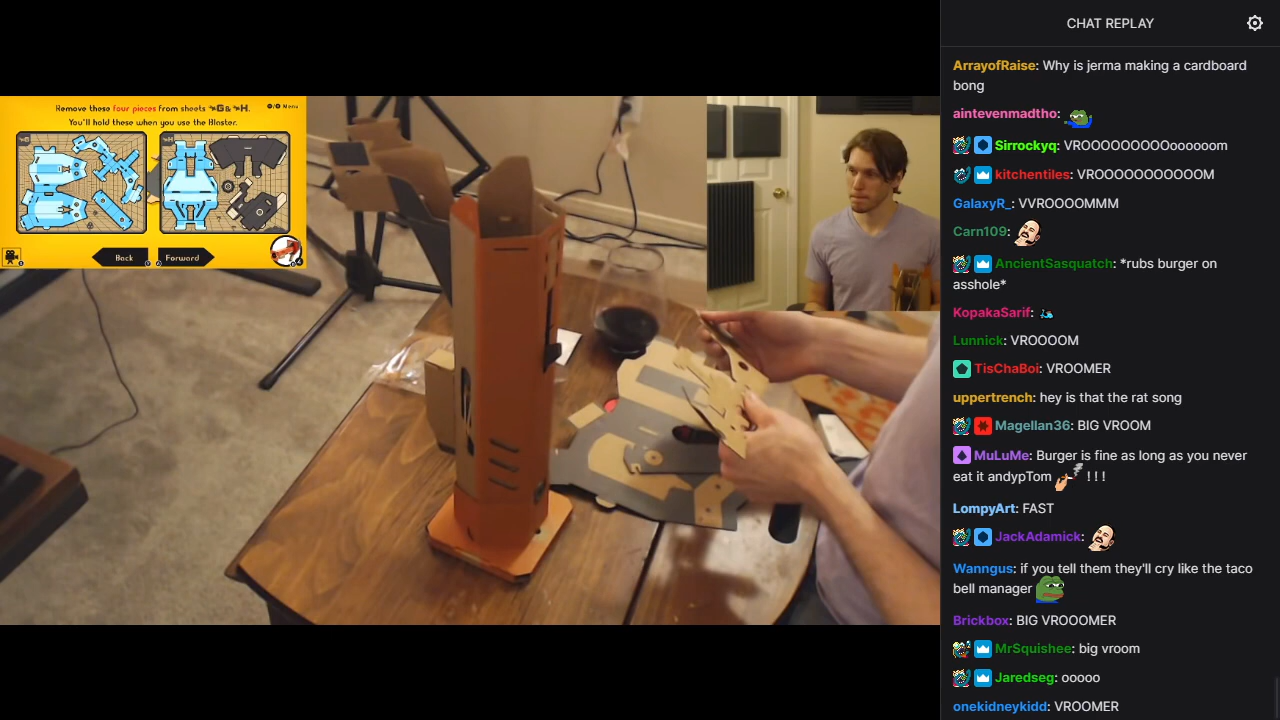 Remove these four pieces from sheets G & H.
You'll hold these when you use the Blaster.
Menu
Back
Forward
CHAT REPLAY
ArrayofRaise: Why is jerma making a cardboard
bong
aintevenmadtho:
Sirrockyq: VROOOOOOOOOooooooom
kitchentiles: VROOOOOOOOOOOM
GalaxyR_: VVROOOOMMM
Carn109:
AncientSasquatch: *rubs burger on
asshole*
KopakaSarif:
Lunnick: VROOOOM
TisChaBoi: VROOMER
uppertrench: hey is that the rat song
Magellan36: BIG VROOM
MuLuMe: Burger is fine as long as you never
eat it andypTom ! ! !
LompyArt: FAST
JackAdamick:
Wanngus: if you tell them they'll cry like the taco
bell manager
Brickbox: BIG VROOOMER
MrSquishee: big vroom
Jaredseg: ooooo
onekidneykidd: VROOMER